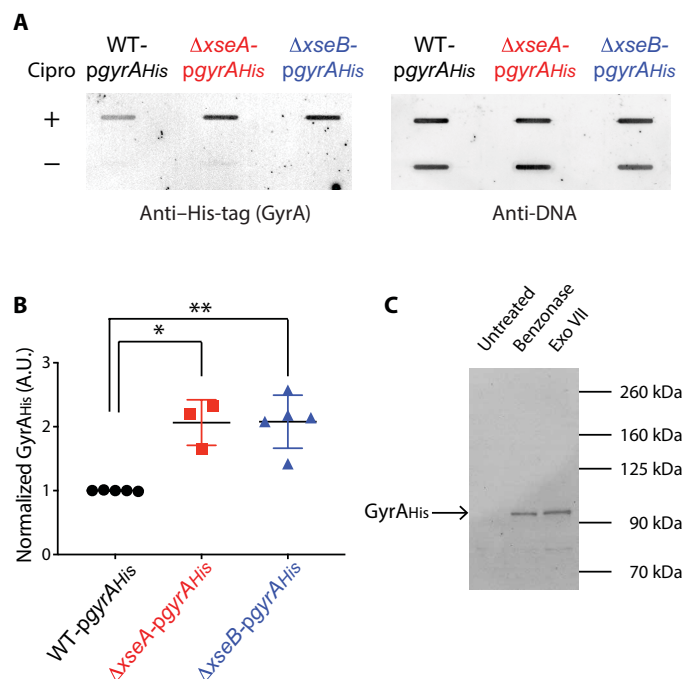 A
Cipro
WT-
pgyrAHis
ΔxseA-
pgyrAHis
ΔxseB-
pgyrAHis
WT-
pgyrAHis
ΔxseA-
pgyrAHis
ΔxseB-
pgyrAHis
+
−
Anti–His-tag (GyrA)
Anti-DNA
B
**
*
Normalized GyrAHis (A.U.)
3
2
1
0
WT-pgyrAHis
ΔxseA-pgyrAHis
ΔxseB-pgyrAHis
C
Untreated
Benzonase
Exo VII
260 kDa
160 kDa
125 kDa
GyrAHis
90 kDa
70 kDa